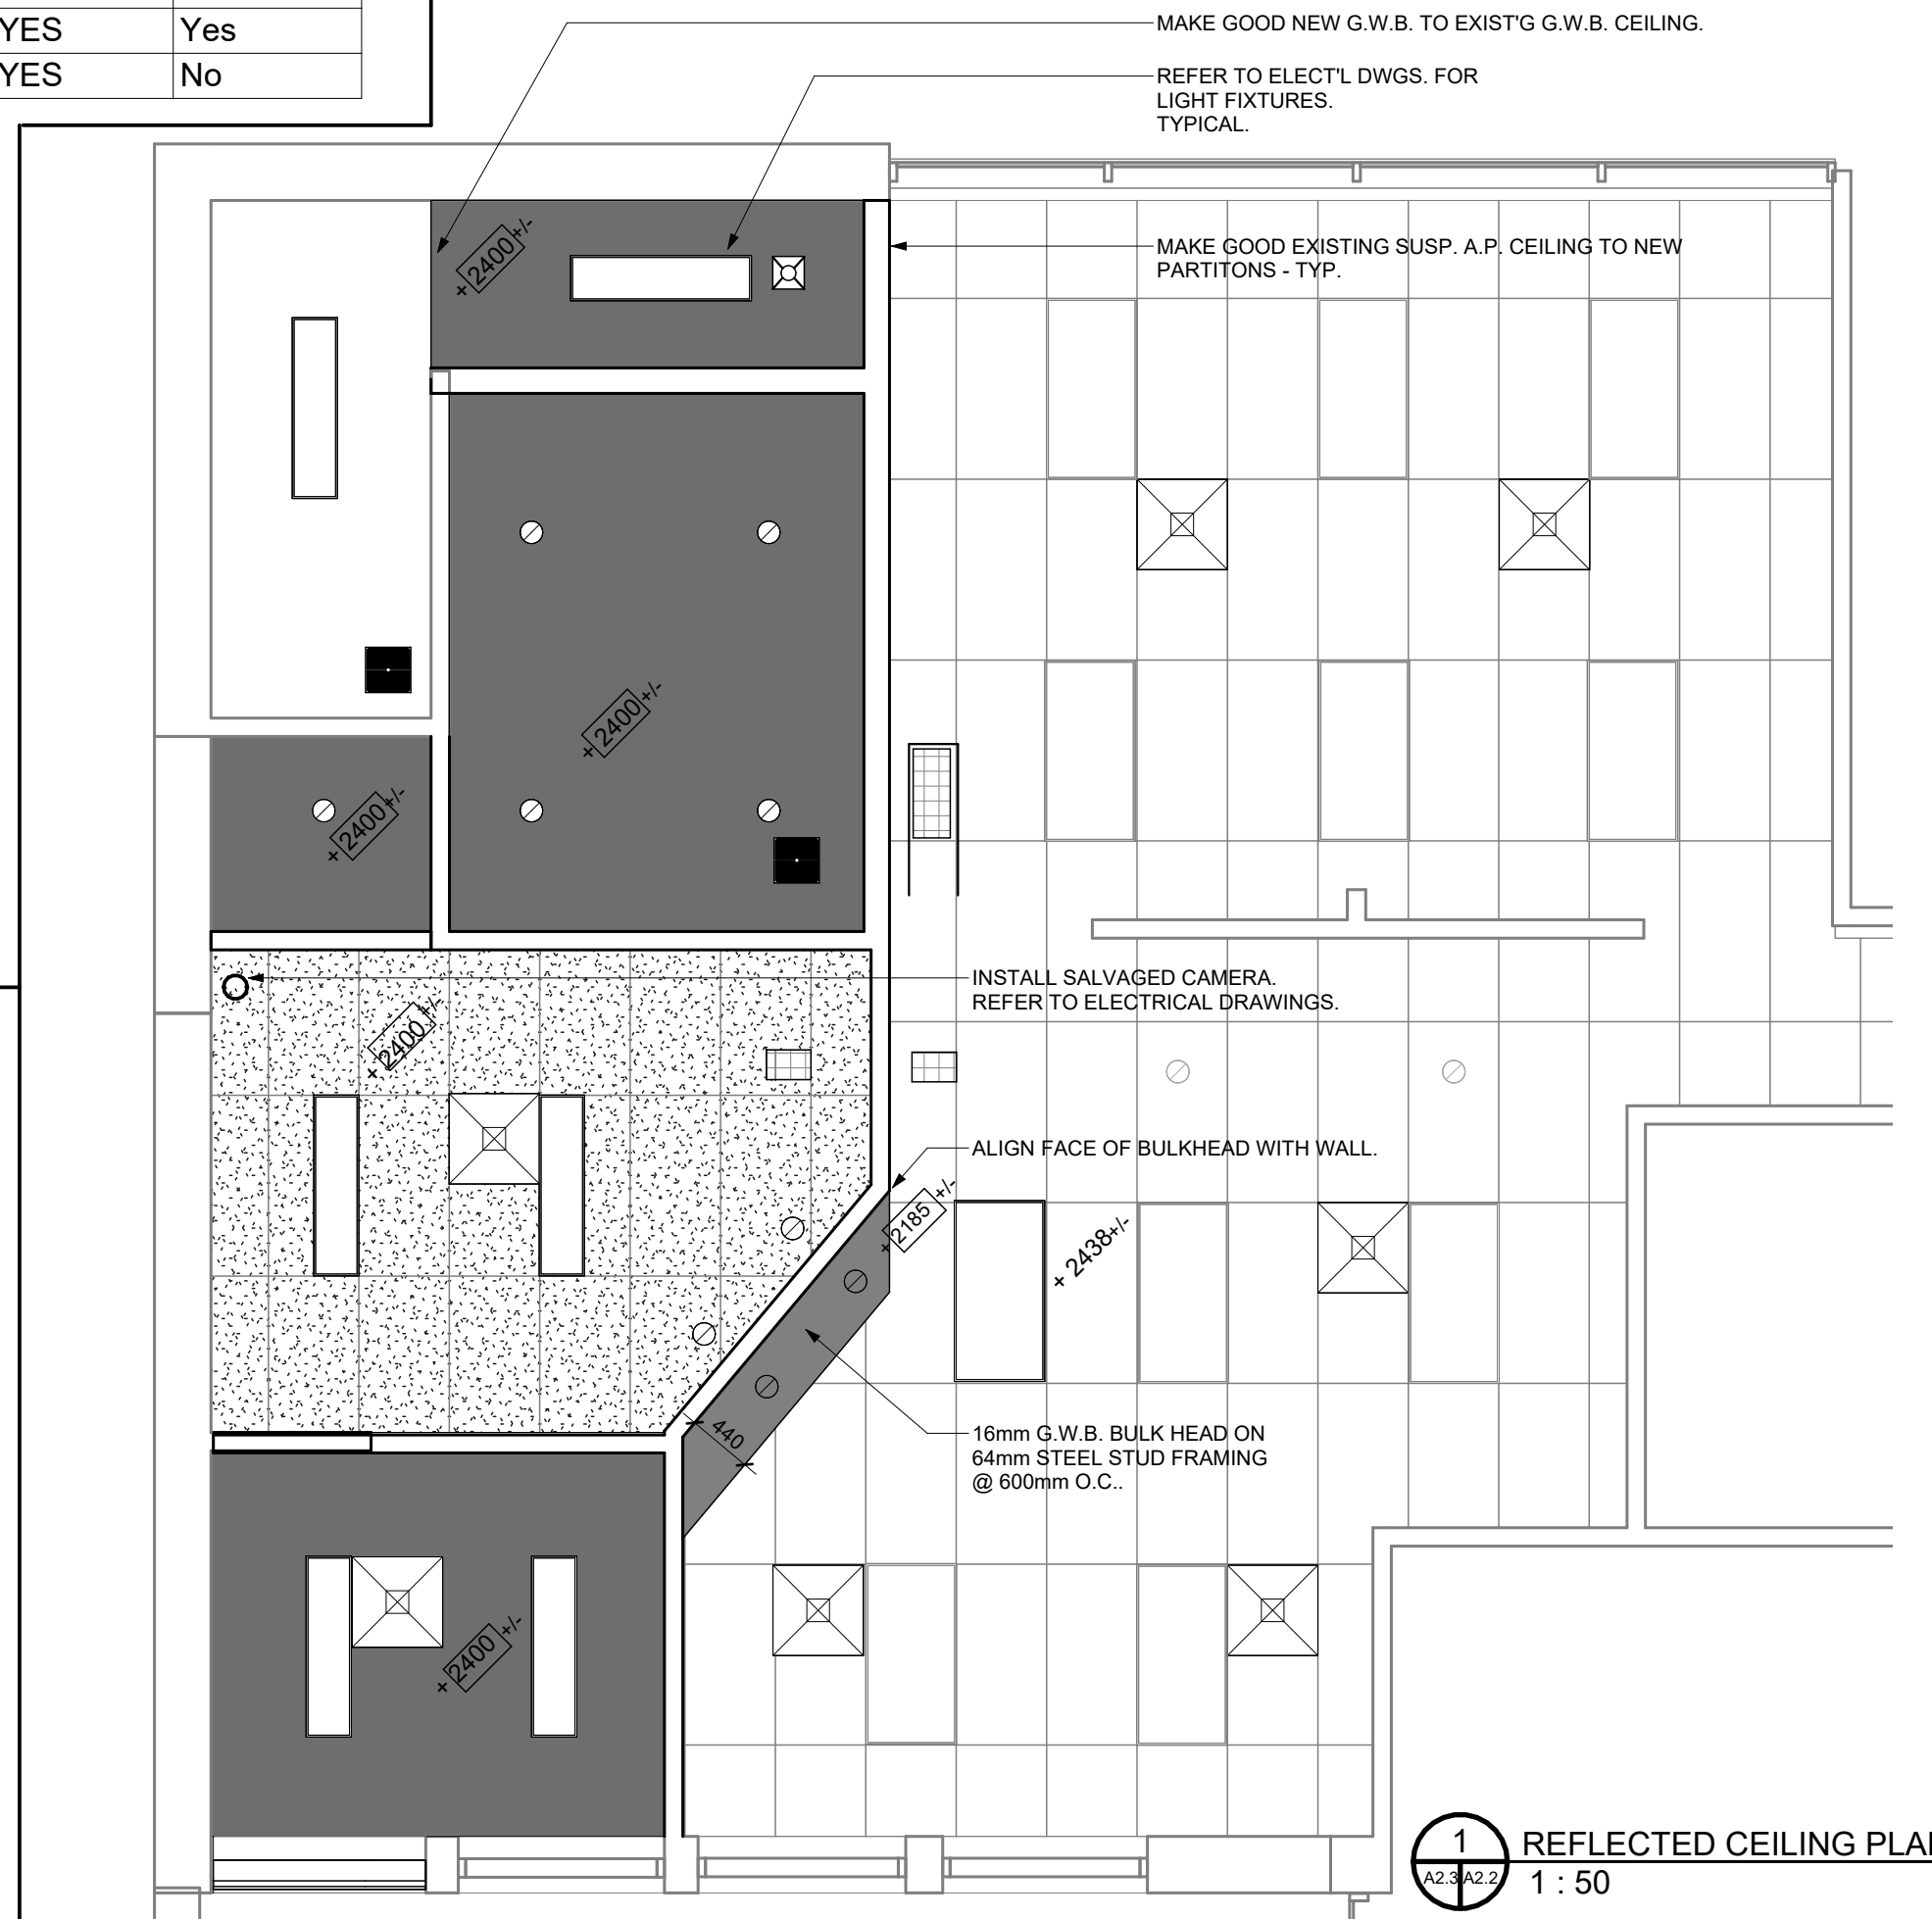 YES Yes
YES No
MAKE GOOD NEW G.W.B. TO EXIST'G G.W.B. CEILING.
REFER TO ELECT'L DWGS. FOR
LIGHT FIXTURES.
TYPICAL.
+ 2400 +/-
MAKE GOOD EXISTING SUSP. A.P. CEILING TO NEW
PARTITONS - TYP.
+ 2400 +/-
+ 2400 +/-
INSTALL SALVAGED CAMERA.
REFER TO ELECTRICAL DRAWINGS.
+ 2400 +/-
ALIGN FACE OF BULKHEAD WITH WALL.
+ 2185 +/-
+ 2438+/-
440
16mm G.W.B. BULK HEAD ON
64mm STEEL STUD FRAMING
@ 600mm O.C..
+ 2400 +/-
1
REFLECTED CEILING PLA
A2.3 A2.2
1 : 50